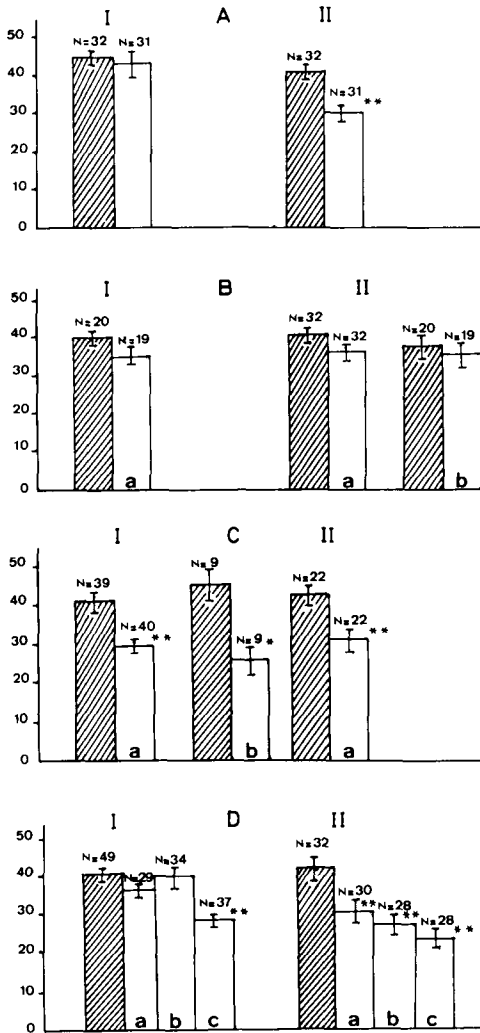 I A II
50
40
30
20
10
0
N=32 N=31
N=32
N=31 **
I B II
50
40
30
20
10
0
N=20 N=19
N=32 N=32
N=20 N=19
a a b
I C II
50
40
30
20
10
0
N=39
N=40 **
N=9
N=9 *
N=22
N=22 **
a b a
I D II
50
40
30
20
10
0
N=49
N=29
N=34
N=37 **
N=32
N=30 **
N=28 **
N=28 **
a b c a b c